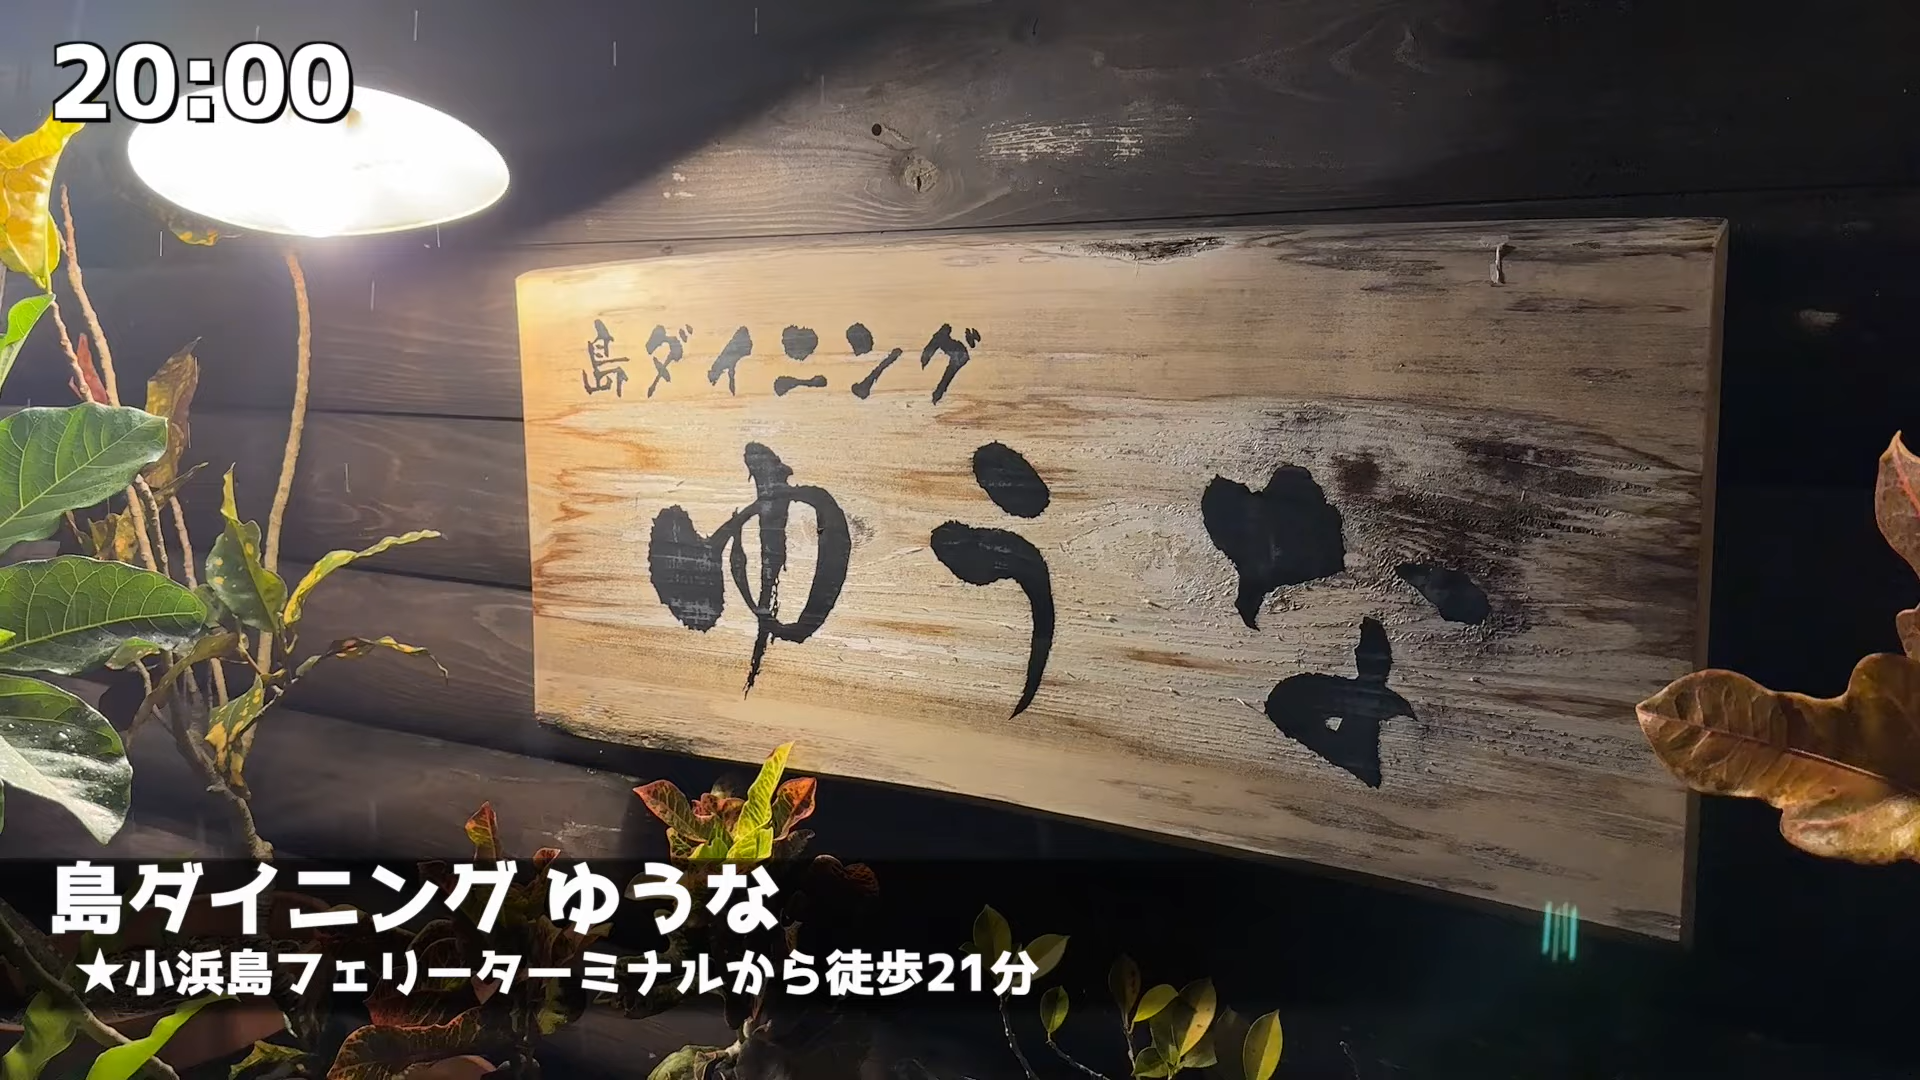 20:00
島ダイニング
ゆうな
島ダイニング ゆうな
★小浜島フェリーターミナルから徒歩21分